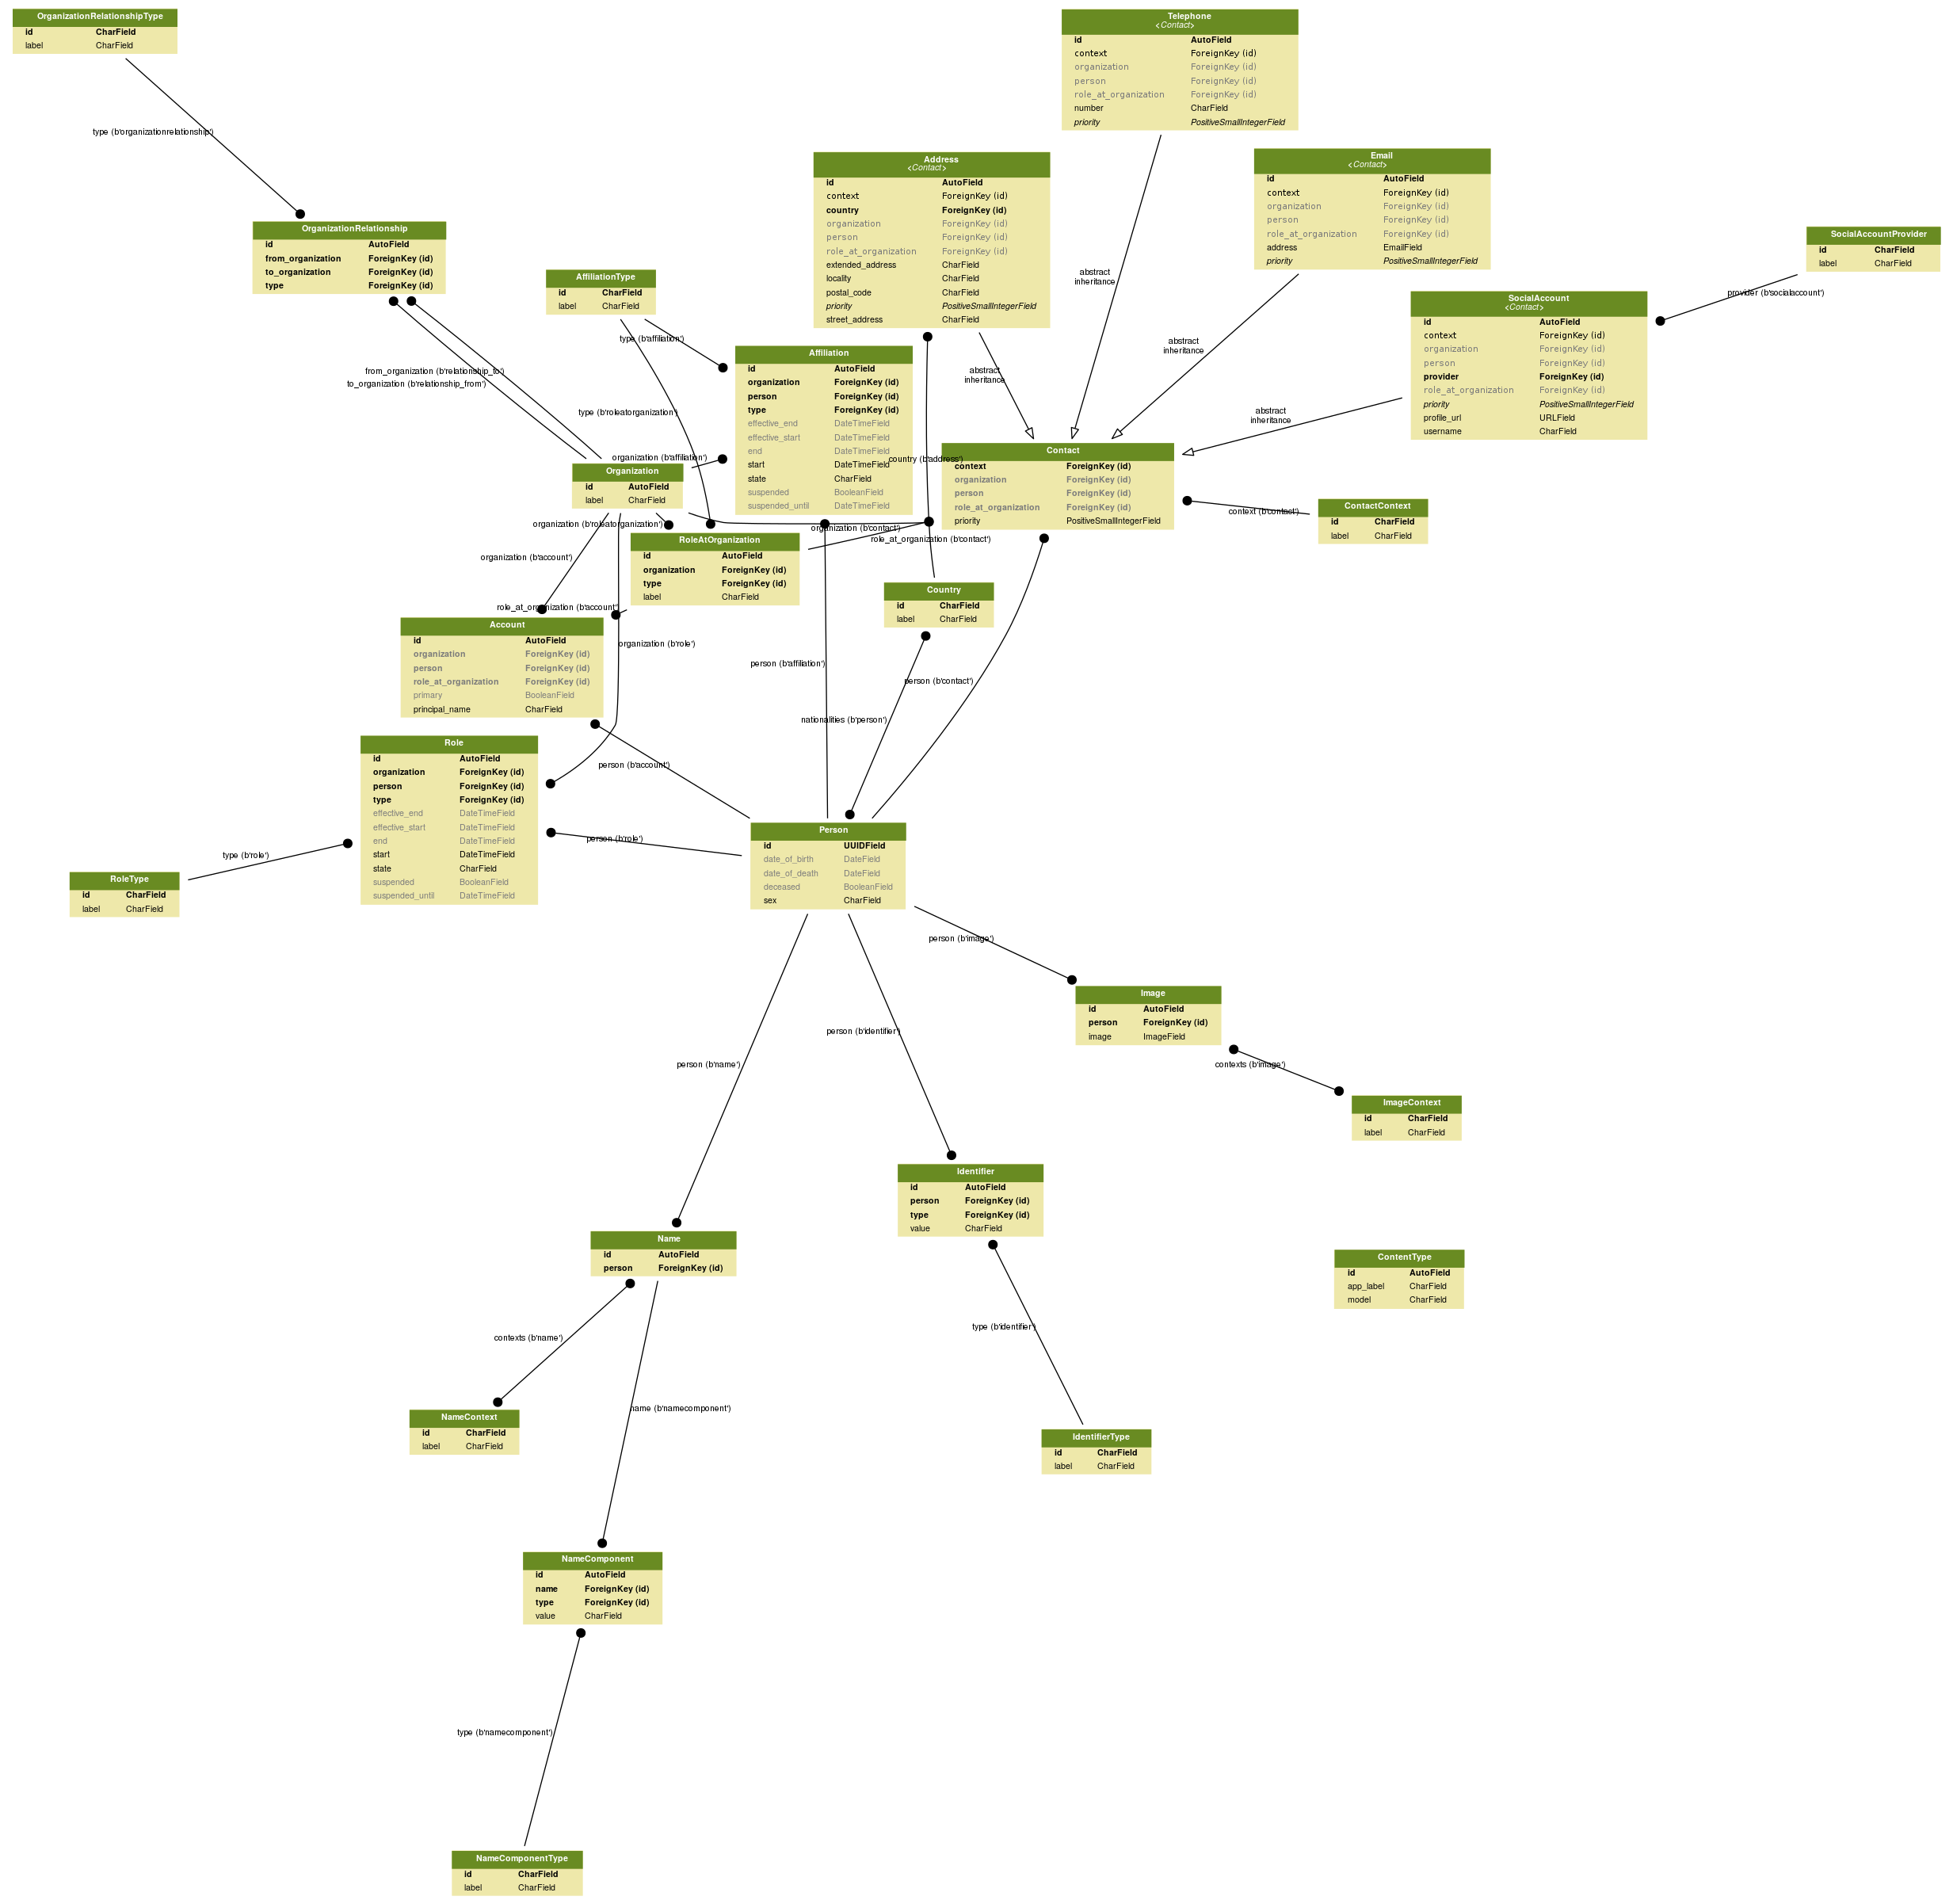 OrganizationRelationshipType
id CharField
label CharField
type (b'organizationrelationship')
Telephone
<Contact>
id AutoField
context ForeignKey (id)
organization ForeignKey (id)
person ForeignKey (id)
role_at_organization ForeignKey (id)
number CharField
priority PositiveSmallIntegerField
Address
<Contact>
id AutoField
context ForeignKey (id)
country ForeignKey (id)
organization ForeignKey (id)
person ForeignKey (id)
role_at_organization ForeignKey (id)
extended_address CharField
locality CharField
postal_code CharField
priority PositiveSmallIntegerField
street_address CharField
Email
<Contact>
id AutoField
context ForeignKey (id)
organization ForeignKey (id)
person ForeignKey (id)
role_at_organization ForeignKey (id)
address EmailField
priority PositiveSmallIntegerField
SocialAccountProvider
id CharField
label CharField
provider (b'socialaccount')
SocialAccount
<Contact>
id AutoField
context ForeignKey (id)
organization ForeignKey (id)
person ForeignKey (id)
provider ForeignKey (id)
role_at_organization ForeignKey (id)
priority PositiveSmallIntegerField
profile_url URLField
username CharField
OrganizationRelationship
id AutoField
from_organization ForeignKey (id)
to_organization ForeignKey (id)
type ForeignKey (id)
AffiliationType
id CharField
label CharField
type (b'affiliation')
abstract
inheritance
abstract
inheritance
abstract
inheritance
abstract
inheritance
Affiliation
id AutoField
organization ForeignKey (id)
person ForeignKey (id)
type ForeignKey (id)
effective_end DateTimeField
effective_start DateTimeField
end DateTimeField
start DateTimeField
state CharField
suspended BooleanField
suspended_until DateTimeField
from_organization (b'relationship_to')
to_organization (b'relationship_from')
type (b'roleatorganization')
organization (b'affiliation')
country (b'address')
Contact
context ForeignKey (id)
organization ForeignKey (id)
person ForeignKey (id)
role_at_organization ForeignKey (id)
priority PositiveSmallIntegerField
context (b'contact')
ContactContext
id CharField
label CharField
Organization
id AutoField
label CharField
organization (b'roleatorganization')
organization (b'contact')
role_at_organization (b'contact')
RoleAtOrganization
id AutoField
organization ForeignKey (id)
type ForeignKey (id)
label CharField
organization (b'account')
role_at_organization (b'account')
Country
id CharField
label CharField
Account
id AutoField
organization ForeignKey (id)
person ForeignKey (id)
role_at_organization ForeignKey (id)
primary BooleanField
principal_name CharField
organization (b'role')
person (b'affiliation')
person (b'contact')
nationalities (b'person')
person (b'account')
Role
id AutoField
organization ForeignKey (id)
person ForeignKey (id)
type ForeignKey (id)
effective_end DateTimeField
effective_start DateTimeField
end DateTimeField
start DateTimeField
state CharField
suspended BooleanField
suspended_until DateTimeField
person (b'role')
type (b'role')
RoleType
id CharField
label CharField
Person
id UUIDField
date_of_birth DateField
date_of_death DateField
deceased BooleanField
sex CharField
person (b'image')
Image
id AutoField
person ForeignKey (id)
image ImageField
contexts (b'image')
ImageContext
id CharField
label CharField
person (b'identifier')
person (b'name')
Identifier
id AutoField
person ForeignKey (id)
type ForeignKey (id)
value CharField
Name
id AutoField
person ForeignKey (id)
ContentType
id AutoField
app_label CharField
model CharField
contexts (b'name')
type (b'identifier')
name (b'namecomponent')
NameContext
id CharField
label CharField
IdentifierType
id CharField
label CharField
NameComponent
id AutoField
name ForeignKey (id)
type ForeignKey (id)
value CharField
type (b'namecomponent')
NameComponentType
id CharField
label CharField